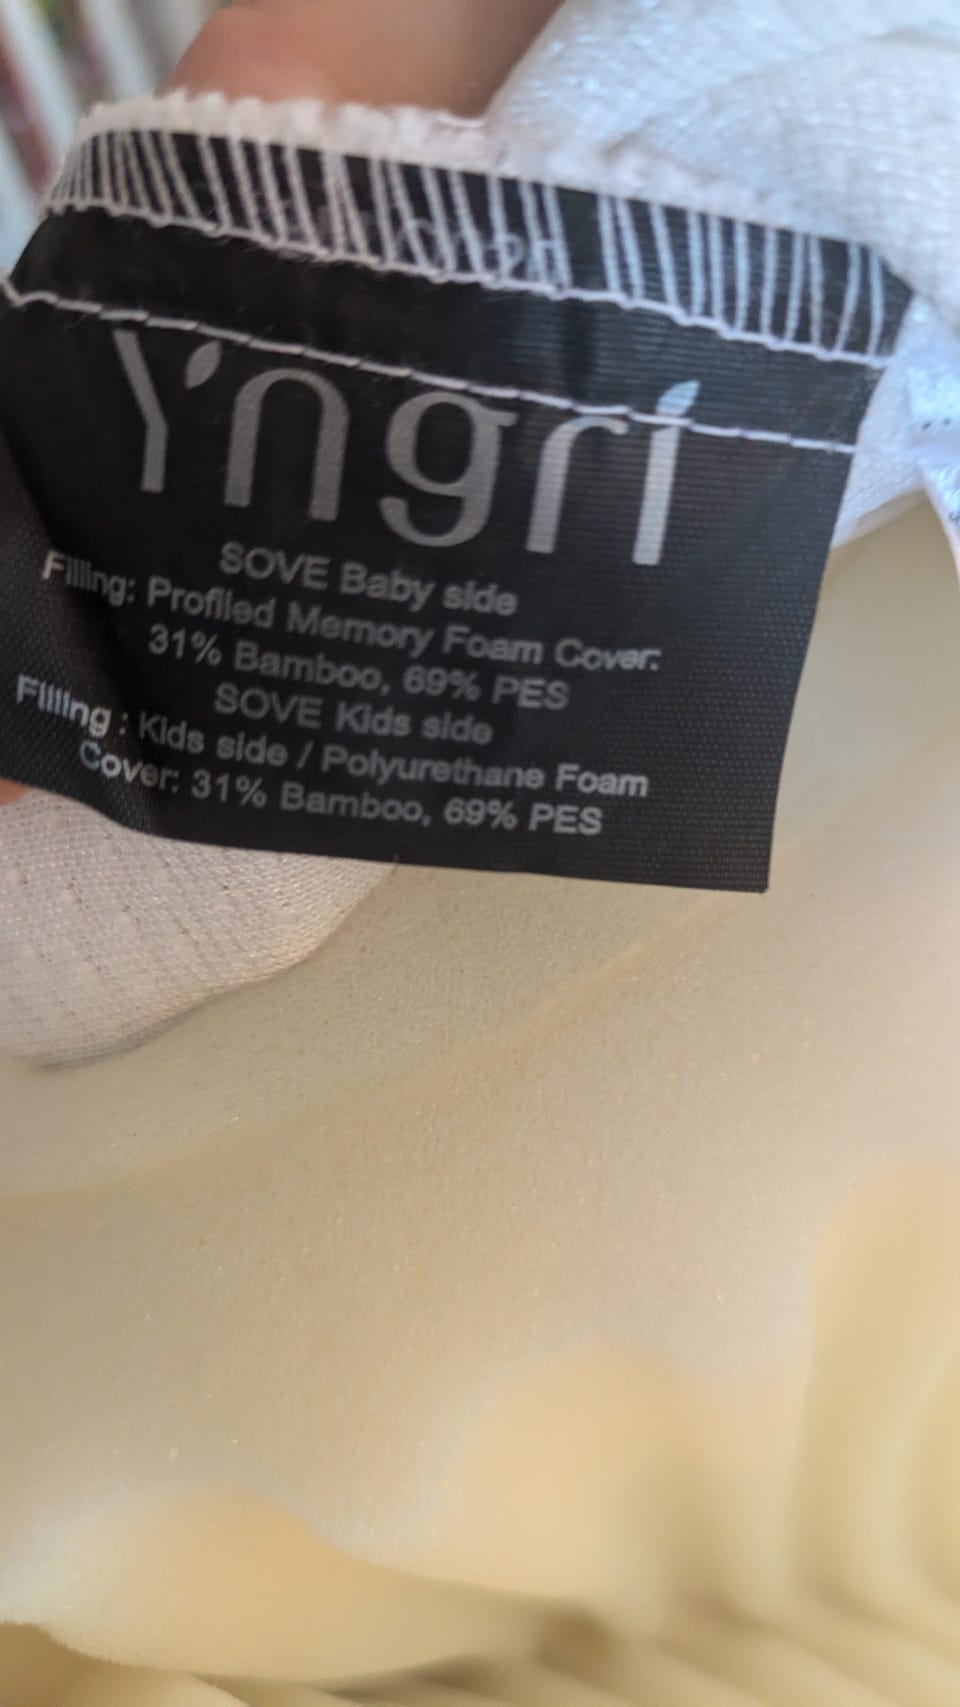 Yngri
SOVE Baby side
Filling: Profiled Memory Foam Cover:
31% Bamboo, 69% PES
SOVE Kids side
Filling : Kids side / Polyurethane Foam
Cover: 31% Bamboo, 69% PES